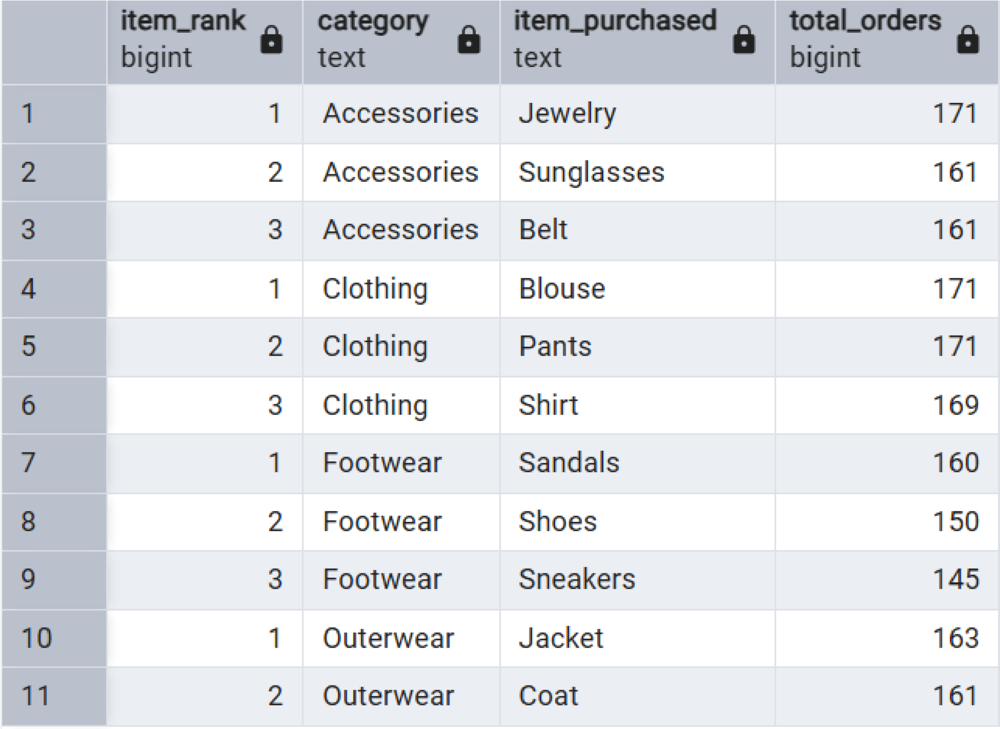 item_rank category item_purchased total_orders
bigint text text bigint
1 1 Accessories Jewelry 171
2 2 Accessories Sunglasses 161
3 3 Accessories Belt 161
4 1 Clothing Blouse 171
5 2 Clothing Pants 171
6 3 Clothing Shirt 169
7 1 Footwear Sandals 160
8 2 Footwear Shoes 150
9 3 Footwear Sneakers 145
10 1 Outerwear Jacket 163
11 2 Outerwear Coat 161